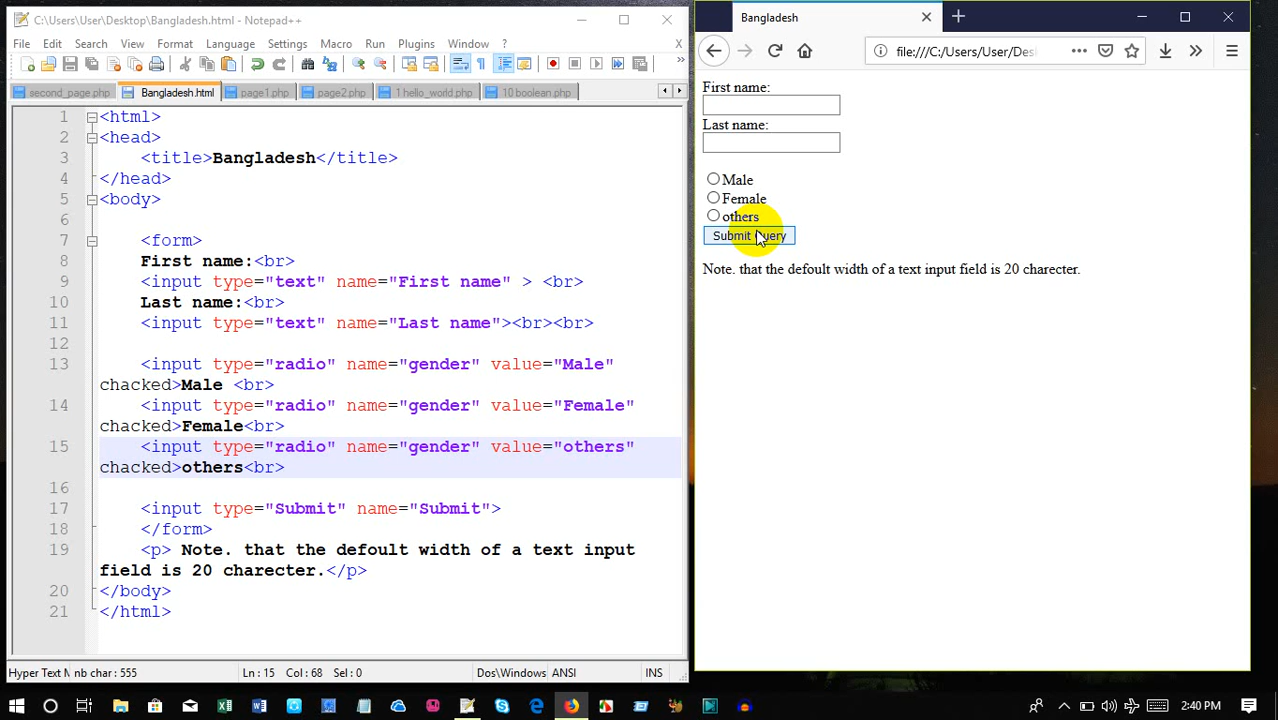 C:\Users\User\Desktop\Bangladesh.html - Notepad++
File Edit Search View Format Language Settings Macro Run Plugins Window ? X
second_page.php Bangladesh.html page1.php page2.php 1 hello_world.php 10 boolean.php
1 <html>
2 <head>
3 <title>Bangladesh</title>
4 </head>
5 <body>
6
7 <form>
8 First name:<br>
9 <input type="text" name="First name" > <br>
10 Last name:<br>
11 <input type="text" name="Last name"><br><br>
12
13 <input type="radio" name="gender" value="Male"
chacked>Male <br>
14 <input type="radio" name="gender" value="Female"
chacked>Female<br>
15 <input type="radio" name="gender" value="others"
chacked>others<br>
16
17 <input type="Submit" name="Submit">
18 </form>
19 <p> Note. that the defoult width of a text input
field is 20 charecter.</p>
20 </body>
21 </html>
Hyper Text M nb char : 555 Ln : 15 Col : 68 Sel : 0 Dos\Windows ANSI INS
Bangladesh
file:///C:/Users/User/Des
First name:
Last name:
Male
Female
others
Submit Query
Note. that the defoult width of a text input field is 20 charecter.
2:40 PM